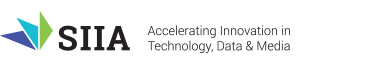 SIIA
Accelerating Innovation in
Technology, Data & Media